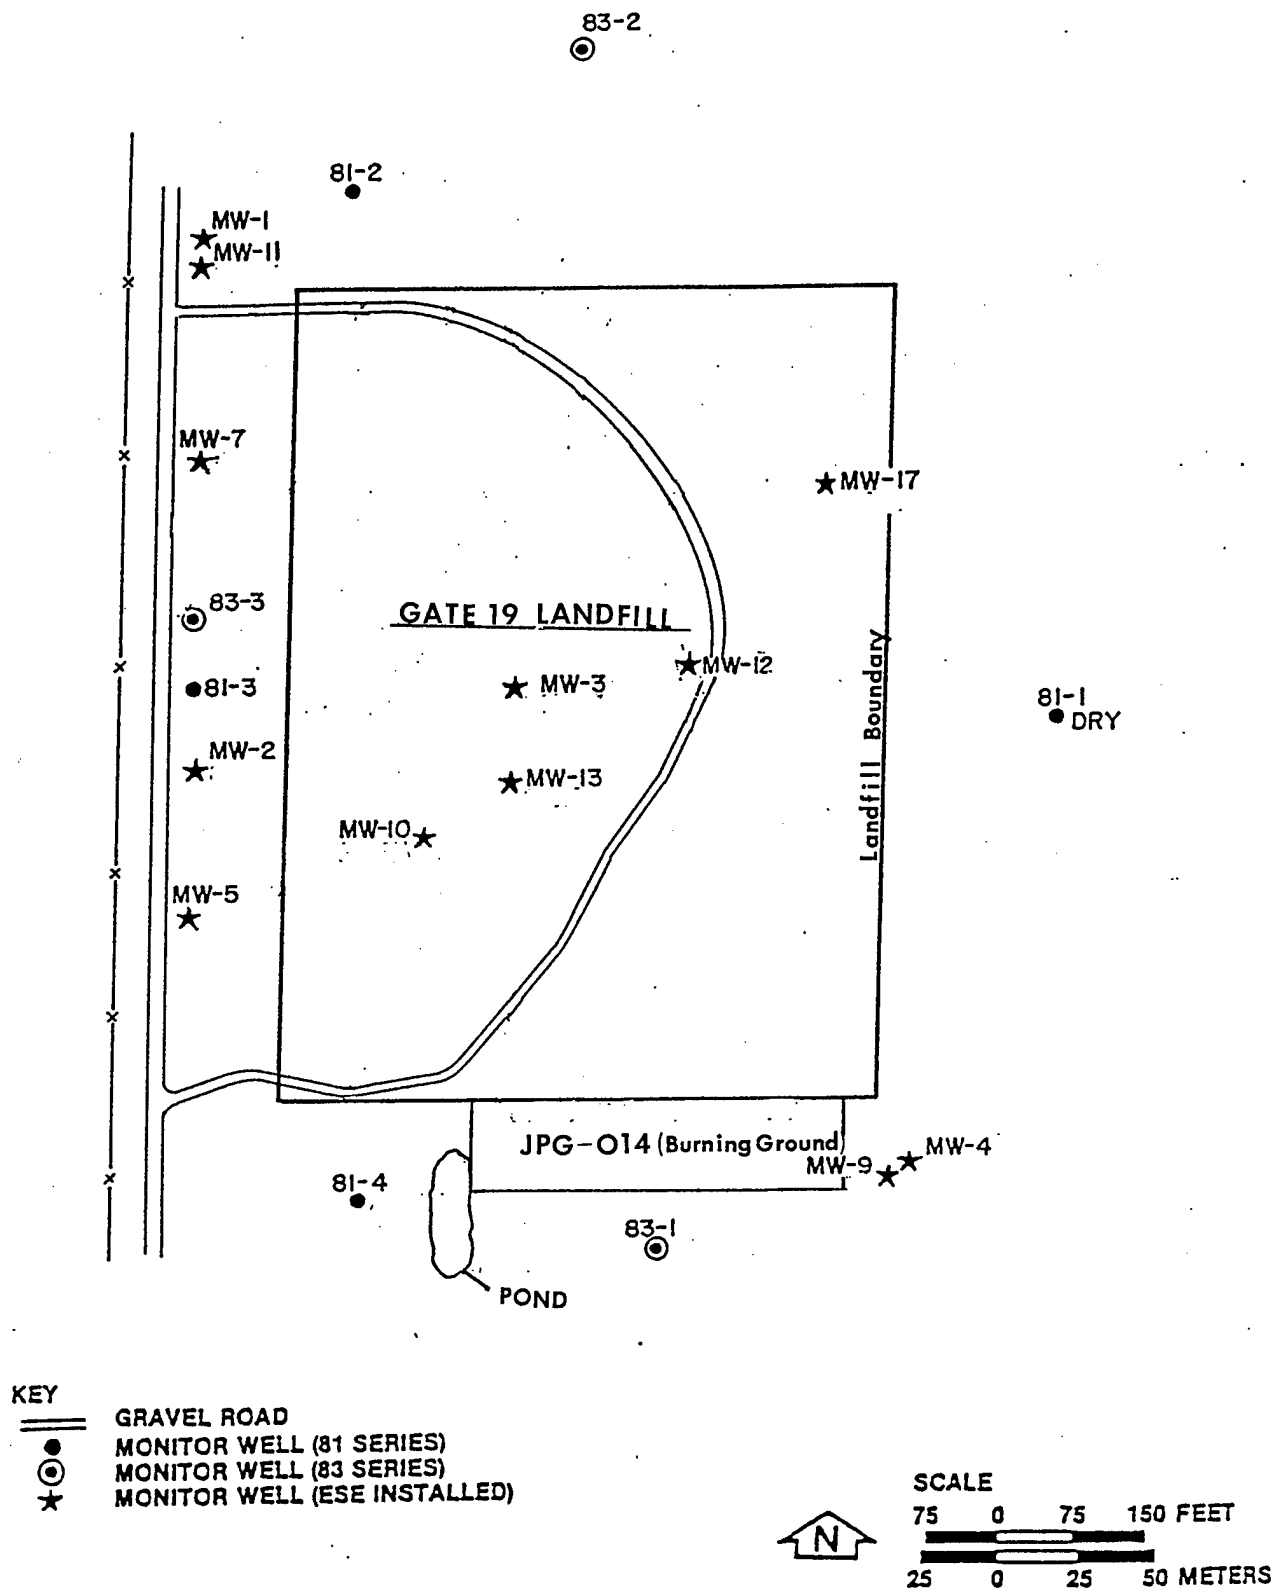 83-2
81-2
MW-1
MW-11
MW-7
MW-17
83-3
GATE 19 LANDFILL
MW-12
81-3
MW-3
81-1
DRY
Landfill Boundary
MW-2
MW-13
MW-10
MW-5
JPG-014 (Burning Ground)
MW-9
MW-4
81-4
83-1
POND
KEY
GRAVEL ROAD
MONITOR WELL (81 SERIES)
MONITOR WELL (83 SERIES)
MONITOR WELL (ESE INSTALLED)
N
SCALE
75 0 75 150 FEET
25 0 25 50 METERS